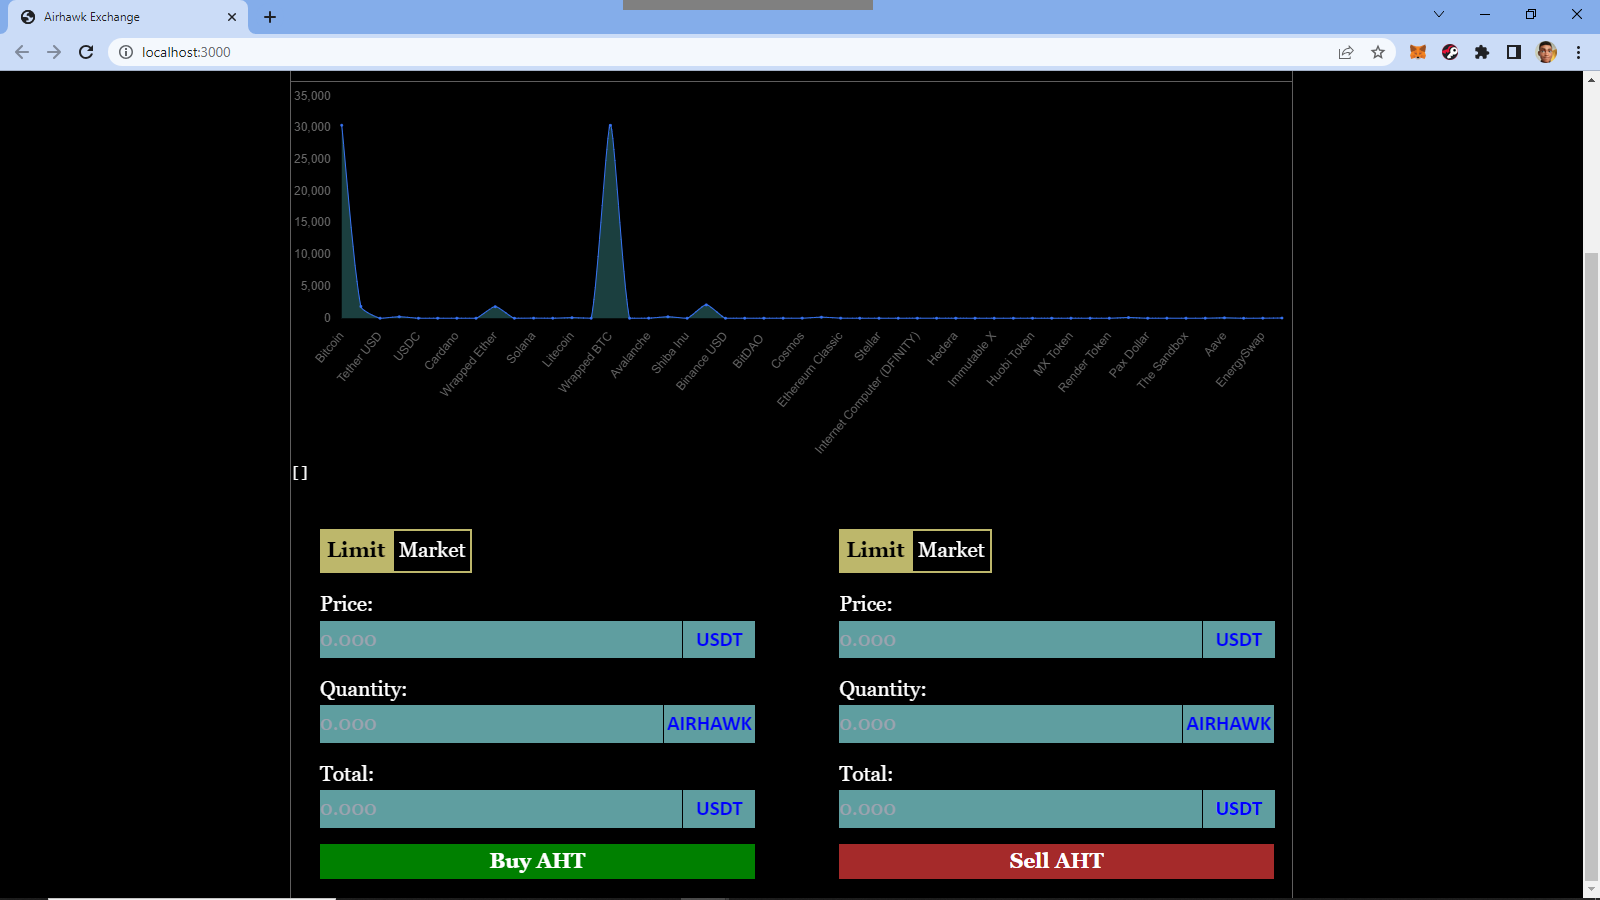 Airhawk Exchange
localhost:3000
35,000
30,000
25,000
20,000
15,000
10,000
5,000
0
Bitcoin
Tether USD
USDC
Cardano
Wrapped Ether
Solana
Litecoin
Wrapped BTC
Avalanche
Shiba Inu
Binance USD
BitDAO
Cosmos
Ethereum Classic
Stellar
Internet Computer (DFINITY)
Hedera
Immutable X
Huobi Token
MX Token
Render Token
Pax Dollar
The Sandbox
Aave
EnergySwap
[]
Limit Market
Price:
0.000 USDT
Quantity:
0.000 AIRHAWK
Total:
0.000 USDT
Buy AHT
Limit Market
Price:
0.000 USDT
Quantity:
0.000 AIRHAWK
Total:
0.000 USDT
Sell AHT